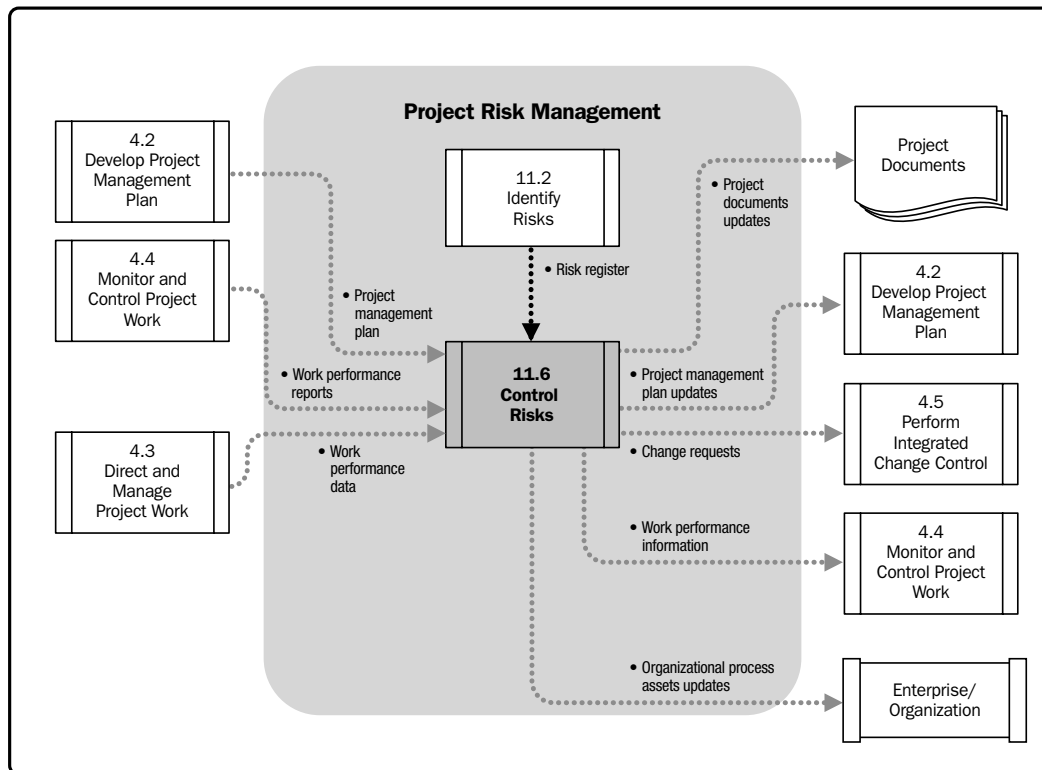 Project Risk Management
4.2
Develop Project
Management
Plan
4.4
Monitor and
Control Project
Work
4.3
Direct and
Manage
Project Work
11.2
Identify
Risks
• Risk register
• Project
management
plan
• Work performance
reports
• Work
performance
data
11.6
Control
Risks
• Project
documents
updates
• Project management
plan updates
• Change requests
• Work performance
information
• Organizational process
assets updates
Project
Documents
4.2
Develop Project
Management
Plan
4.5
Perform
Integrated
Change Control
4.4
Monitor and
Control Project
Work
Enterprise/
Organization